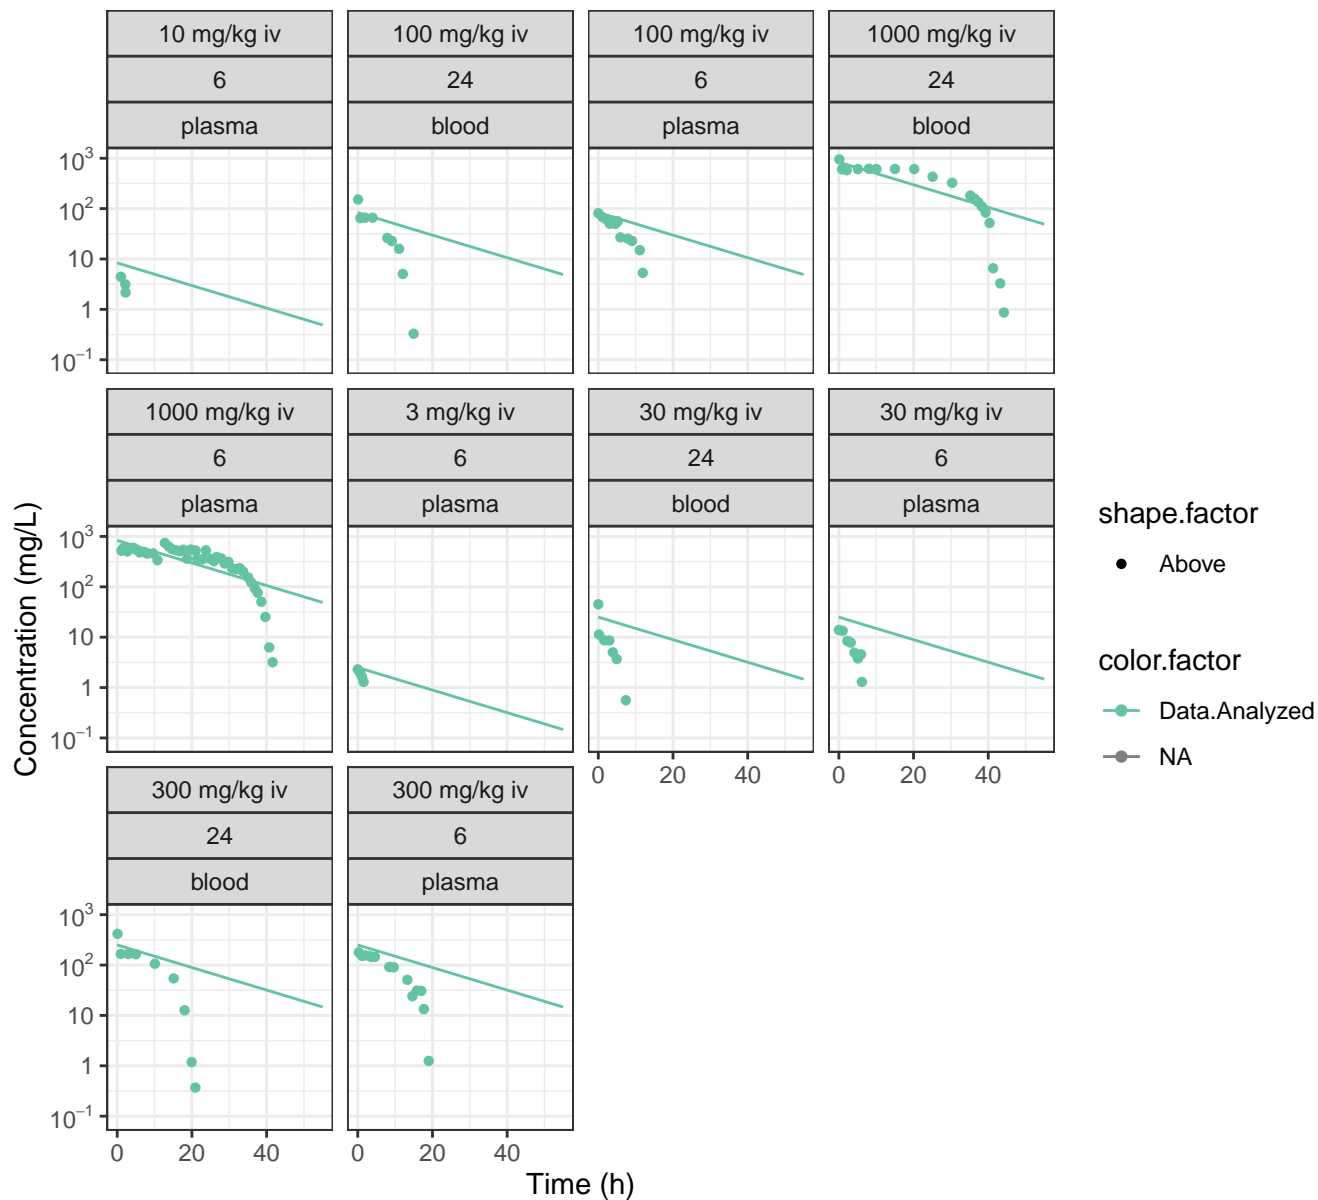 10 mg/kg iv
100 mg/kg iv
100 mg/kg iv
1000 mg/kg iv
6
24
6
24
plasma
blood
plasma
blood
10³
10²
10
1
10⁻¹
1000 mg/kg iv
3 mg/kg iv
30 mg/kg iv
30 mg/kg iv
6
6
24
6
plasma
plasma
blood
plasma
10³
10²
10
1
10⁻¹
0 20 40
0 20 40
300 mg/kg iv
300 mg/kg iv
24
6
blood
plasma
10³
10²
10
1
10⁻¹
0 20 40
0 20 40
Time (h)
Concentration (mg/L)
shape.factor
Above
color.factor
Data.Analyzed
NA